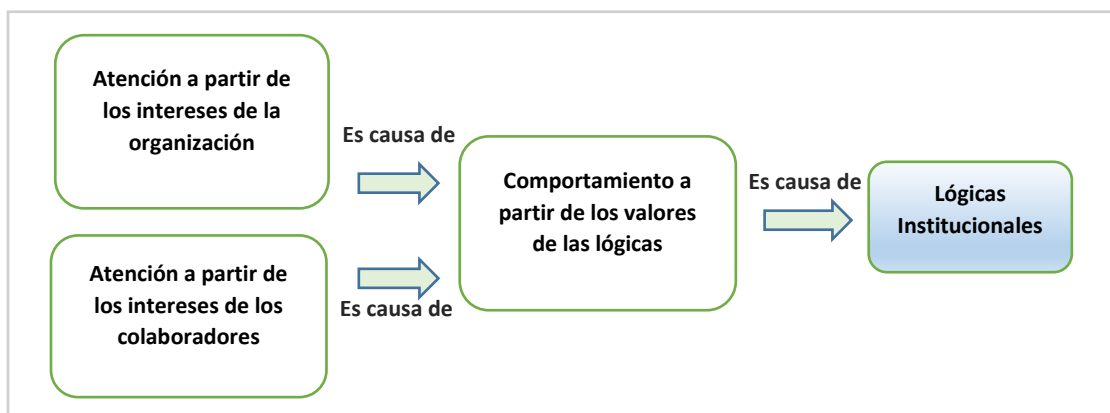 Atención a partir de
los intereses de la
organización
Es causa de
Atención a partir de
los intereses de los
colaboradores
Es causa de
Comportamiento a
partir de los valores
de las lógicas
Es causa de
Lógicas
Institucionales